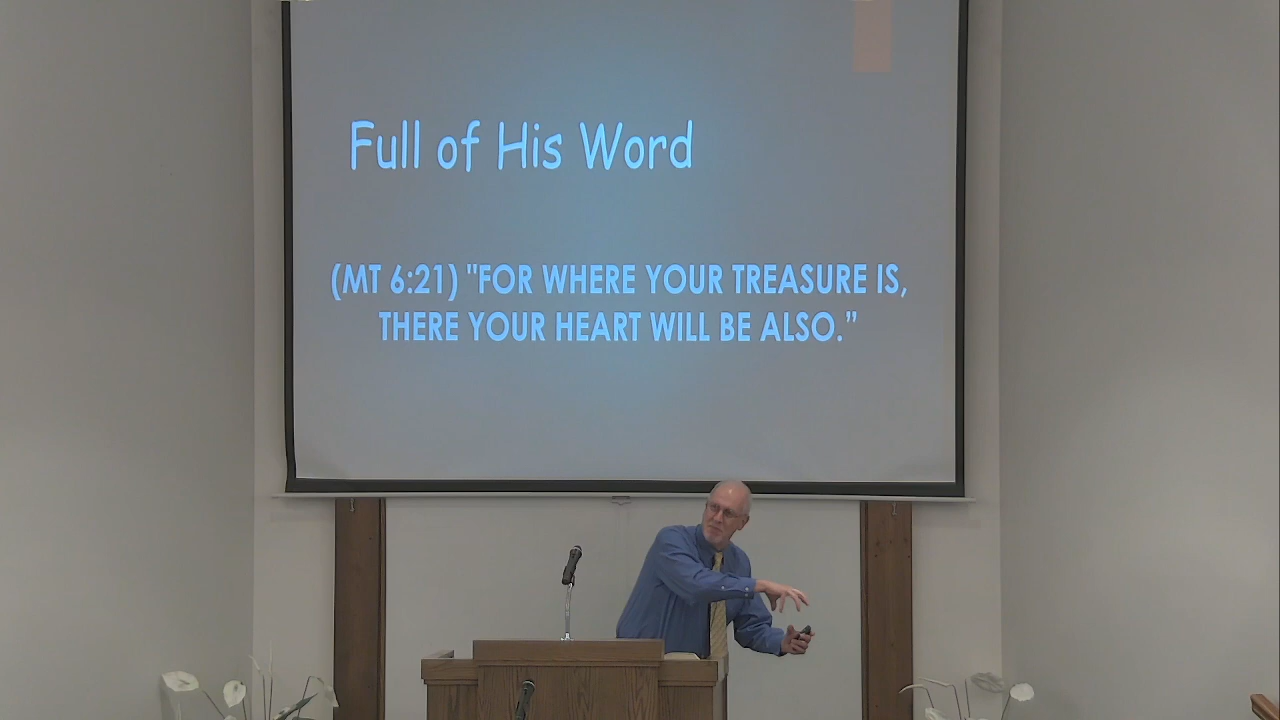 Full of His Word
(MT 6:21) "FOR WHERE YOUR TREASURE IS,
THERE YOUR HEART WILL BE ALSO.”